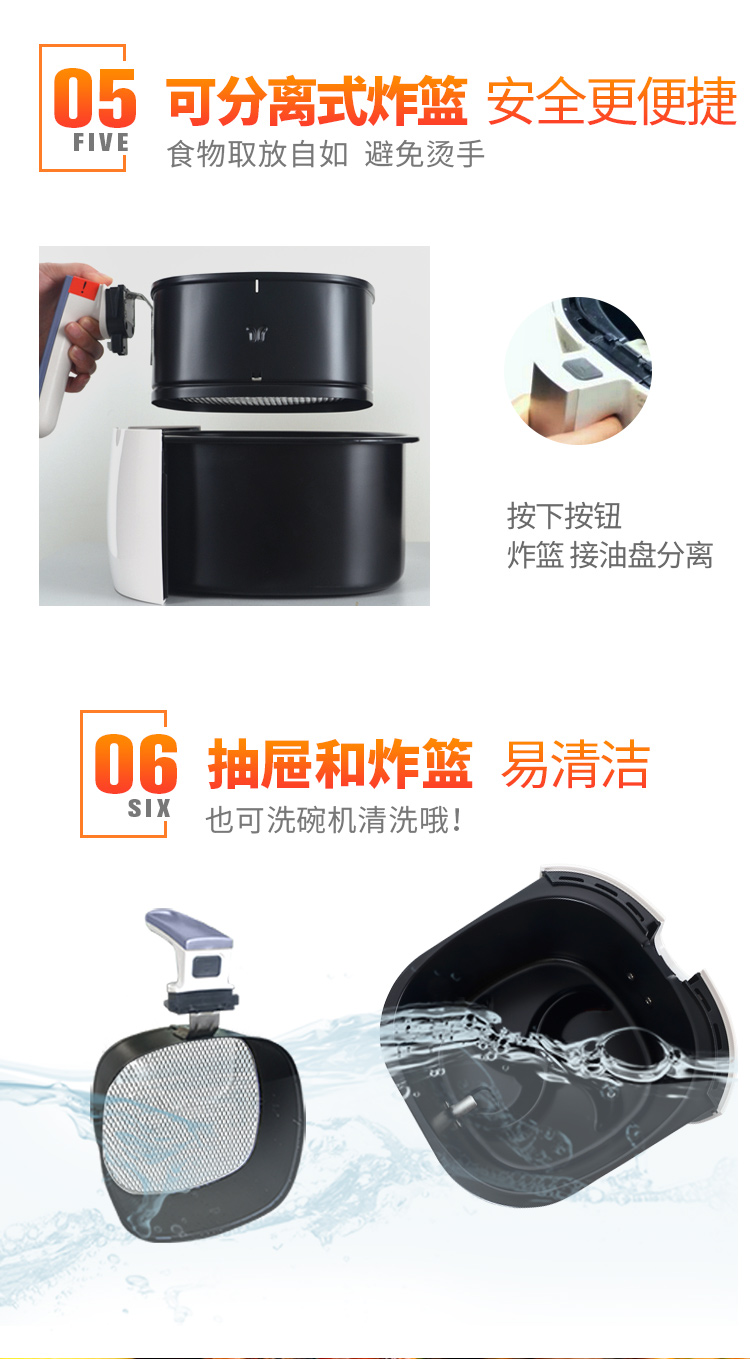 05
FIVE
可分离式炸篮 安全更便捷
食物取放自如 避免烫手
按下按钮
炸篮 接油盘分离
06
SIX
抽屉和炸篮 易清洁
也可洗碗机清洗哦！